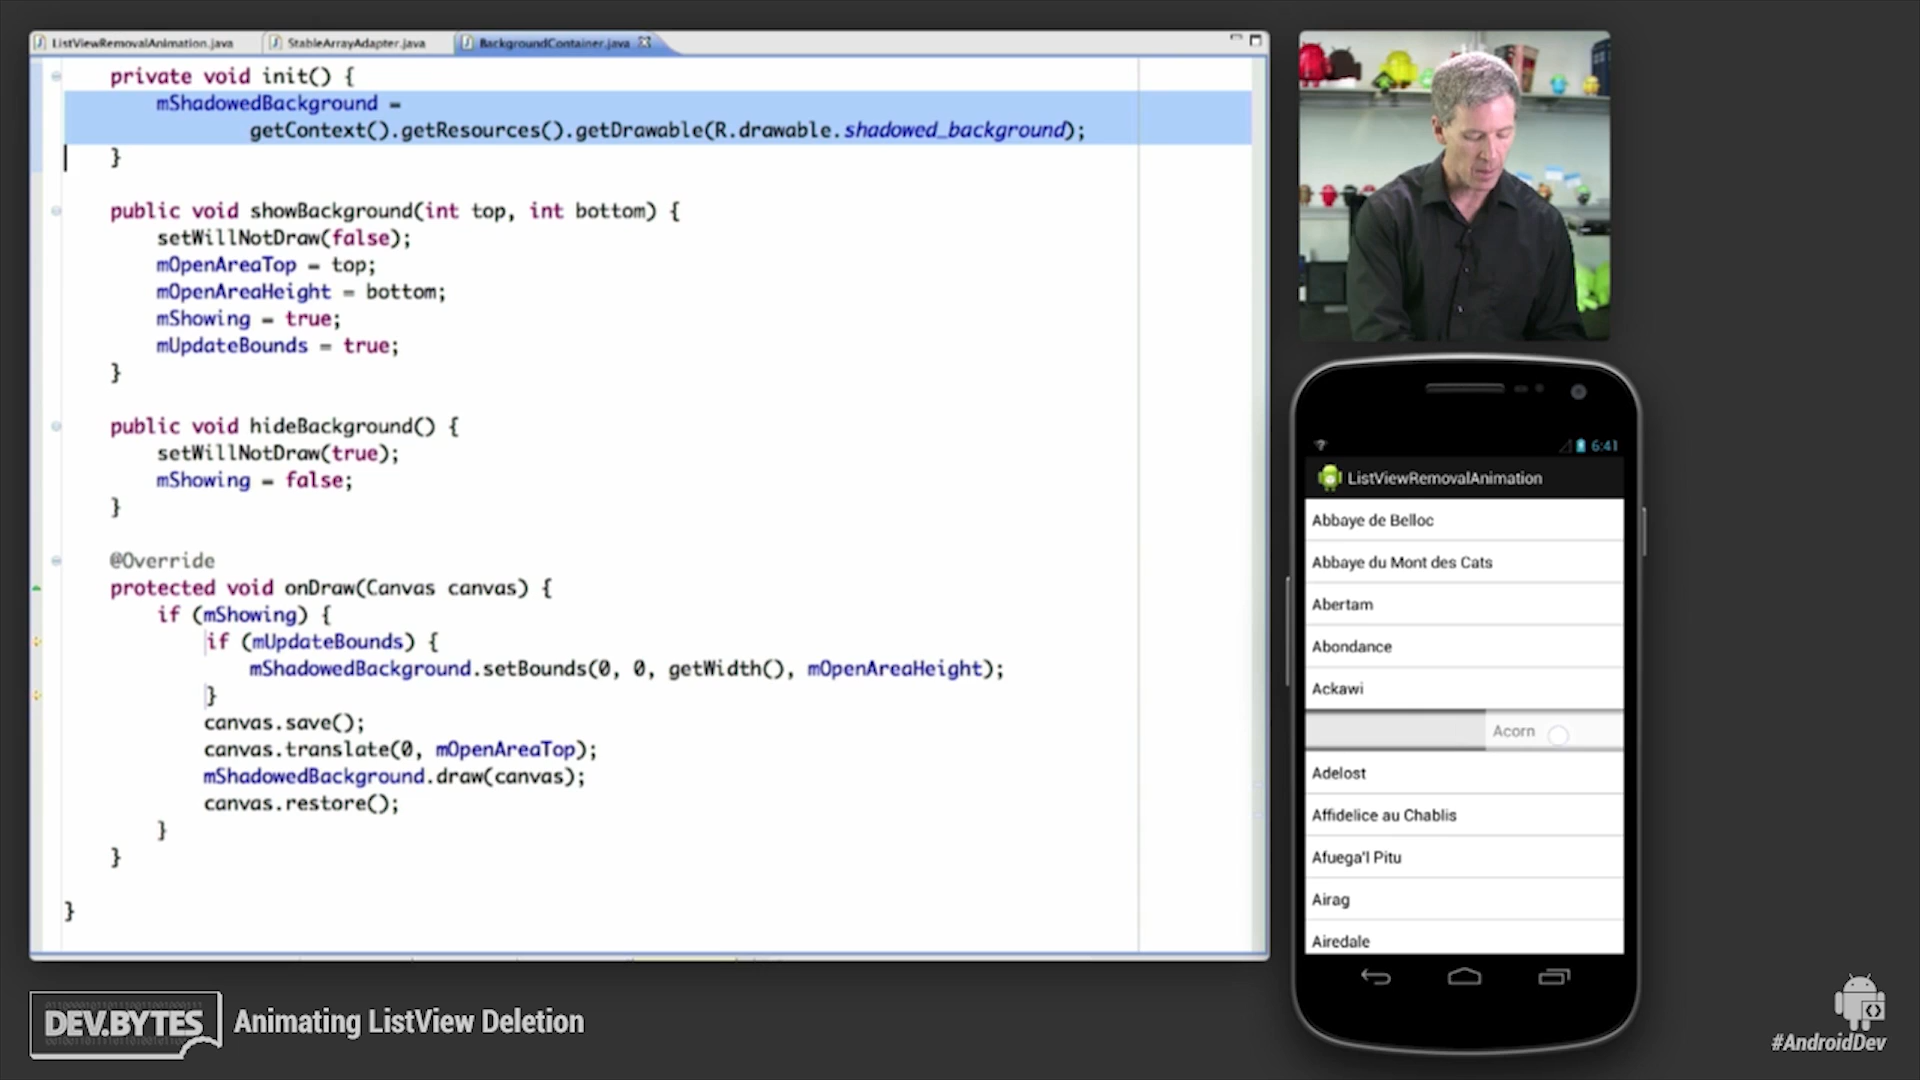 ListViewRemovalAnimation.java
StableArrayAdapter.java
BackgroundContainer.java
private void init() {
mShadowedBackground =
getContext().getResources().getDrawable(R.drawable.shadowed_background);
}
public void showBackground(int top, int bottom) {
setWillNotDraw(false);
mOpenAreaTop = top;
mOpenAreaHeight = bottom;
mShowing = true;
mUpdateBounds = true;
}
public void hideBackground() {
setWillNotDraw(true);
mShowing = false;
}
@Override
protected void onDraw(Canvas canvas) {
if (mShowing) {
if (mUpdateBounds) {
mShadowedBackground.setBounds(0, 0, getWidth(), mOpenAreaHeight);
}
canvas.save();
canvas.translate(0, mOpenAreaTop);
mShadowedBackground.draw(canvas);
canvas.restore();
}
}
}
6:41
ListViewRemovalAnimation
Abbaye de Belloc
Abbaye du Mont des Cats
Abertam
Abondance
Ackawi
Acorn
Adelost
Affidelice au Chablis
Afuega'l Pitu
Airag
Airedale
DEV.BYTES
Animating ListView Deletion
#AndroidDev